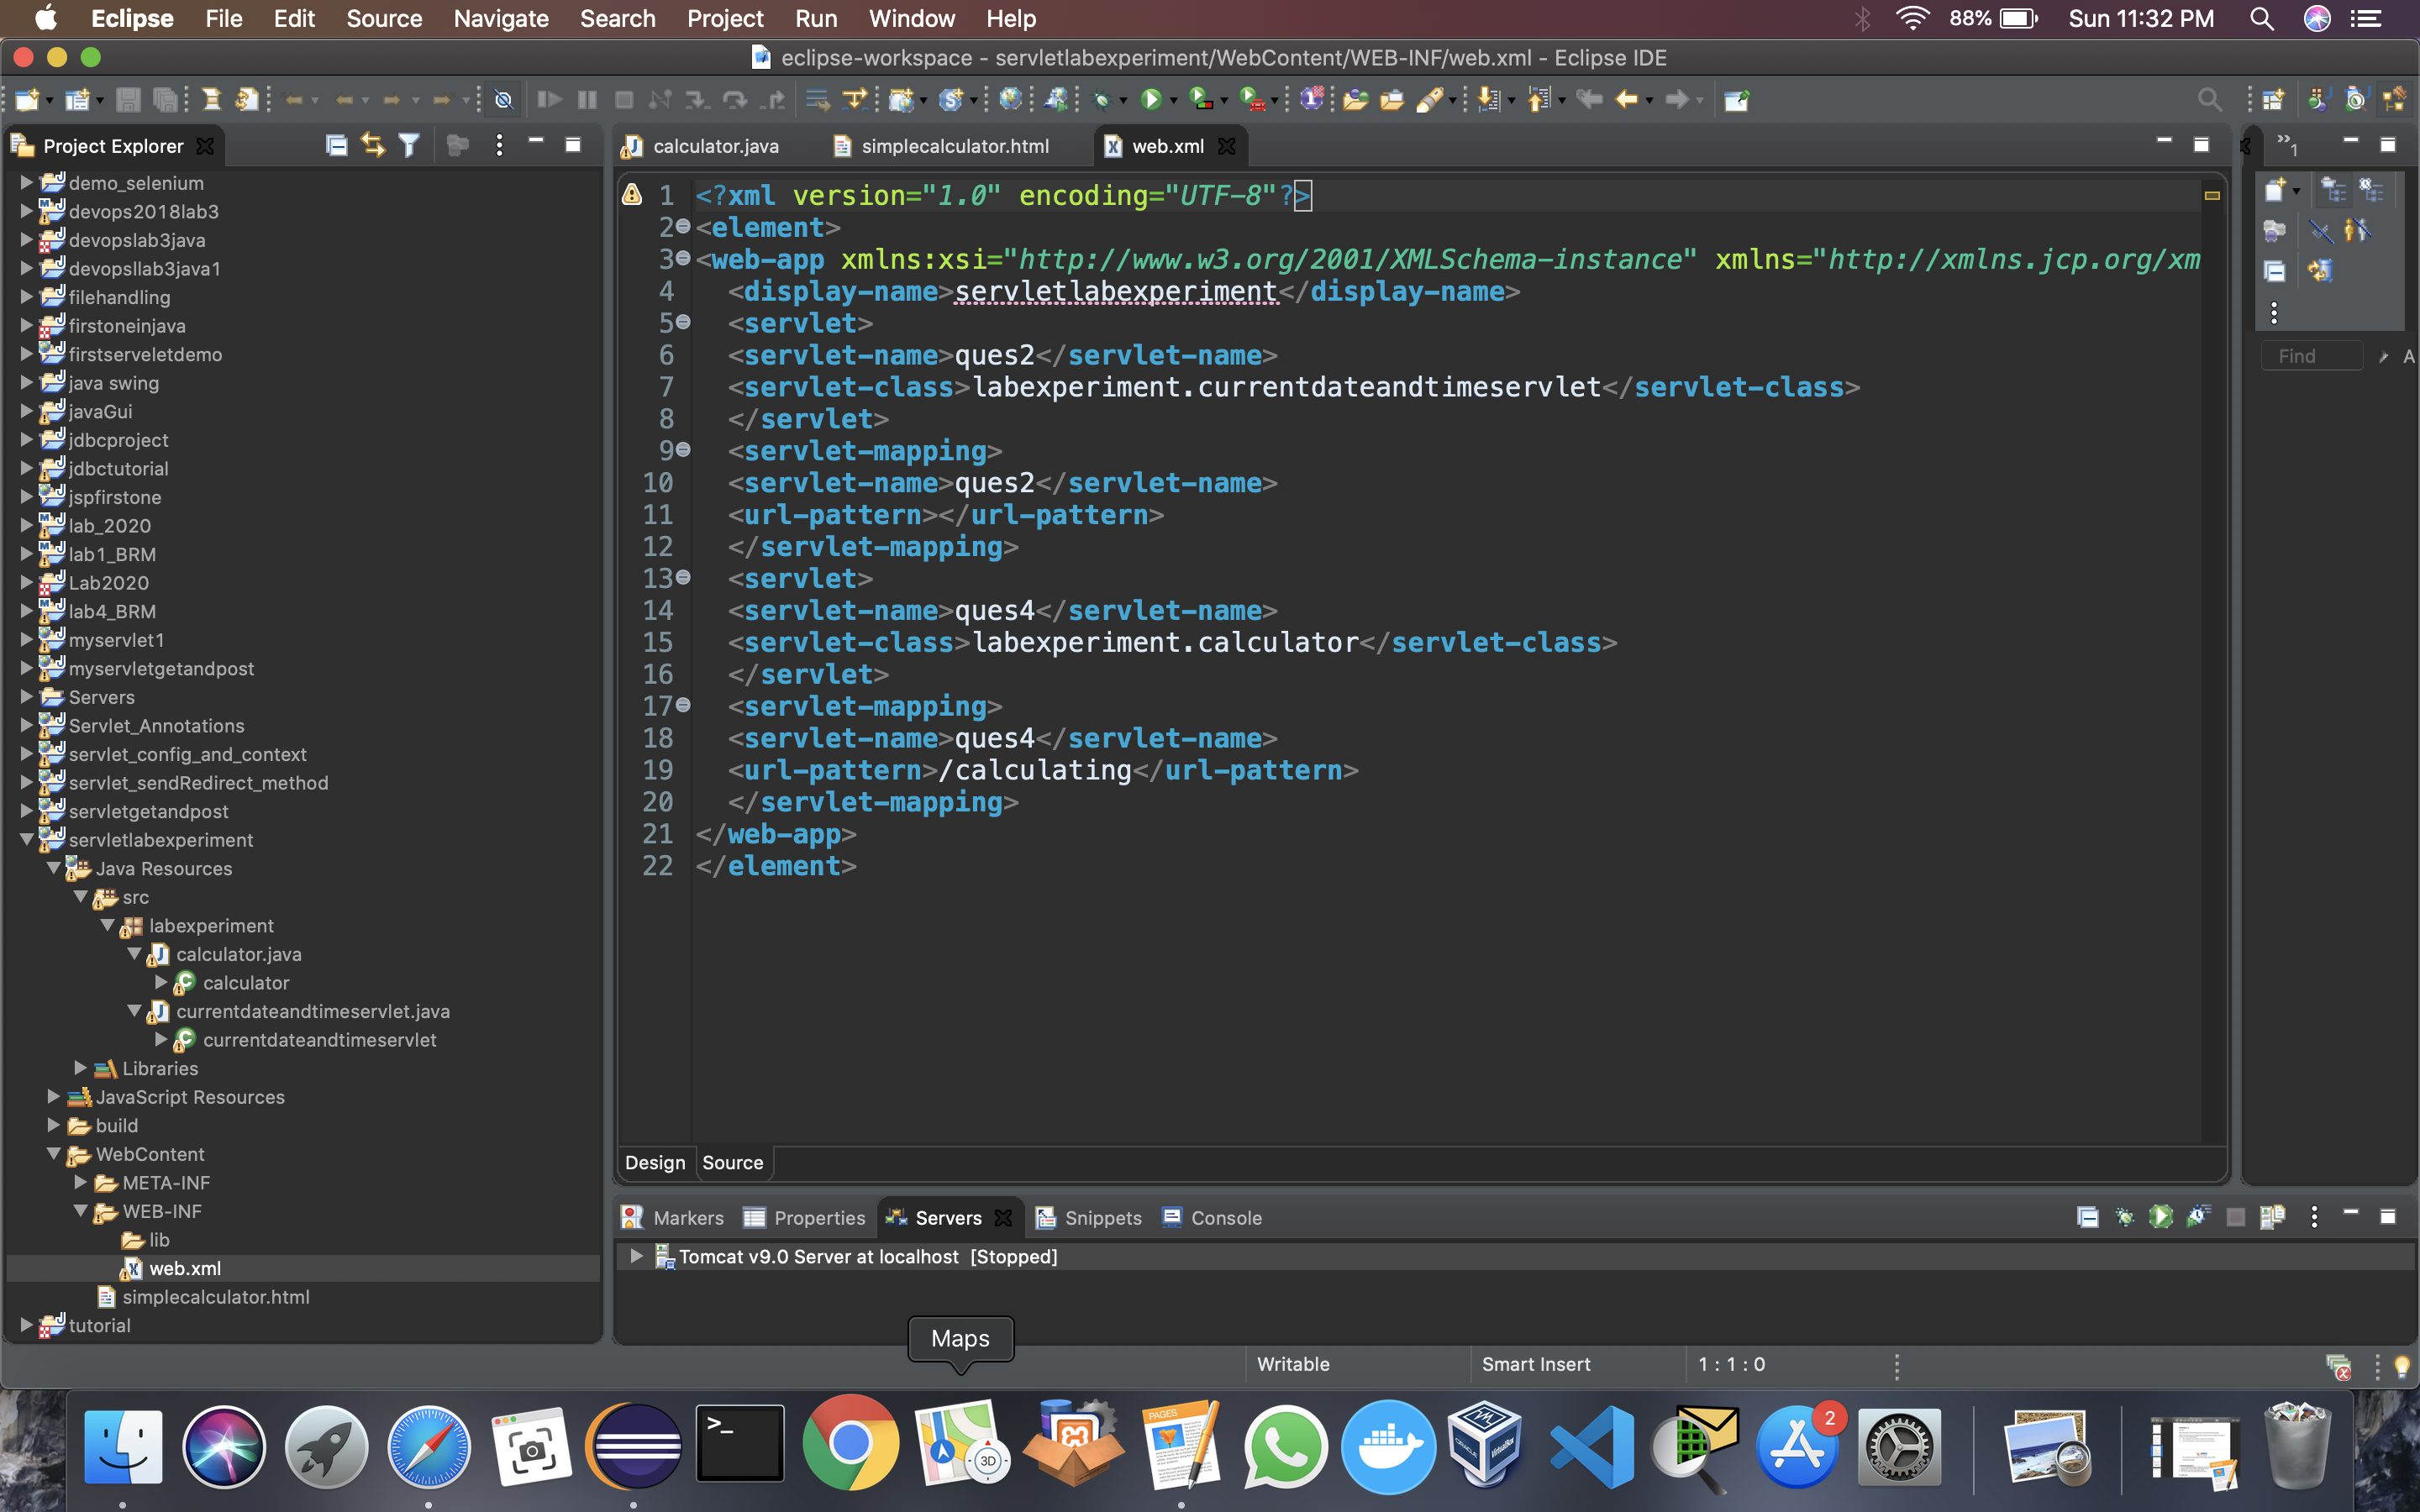 Eclipse File Edit Source Navigate Search Project Run Window Help 88% Sun 11:32 PM
eclipse-workspace - servletlabexperiment/WebContent/WEB-INF/web.xml - Eclipse IDE
Project Explorer
demo_selenium
devops2018lab3
devopslab3java
devopsllab3java1
filehandling
firstoneinjava
firstserveletdemo
java swing
javaGui
jdbcproject
jdbctutorial
jspfirstone
lab_2020
lab1_BRM
Lab2020
lab4_BRM
myservlet1
myservletgetandpost
Servers
Servlet_Annotations
servlet_config_and_context
servlet_sendRedirect_method
servletgetandpost
servletlabexperiment
Java Resources
src
labexperiment
calculator.java
calculator
currentdateandtimeservlet.java
currentdateandtimeservlet
Libraries
JavaScript Resources
build
WebContent
META-INF
WEB-INF
lib
web.xml
simplecalculator.html
tutorial
calculator.java simplecalculator.html web.xml
1 <?xml version="1.0" encoding="UTF-8"?>
2 <element>
3 <web-app xmlns:xsi="http://www.w3.org/2001/XMLSchema-instance" xmlns="http://xmlns.jcp.org/xm
4 <display-name>servletlabexperiment</display-name>
5 <servlet>
6 <servlet-name>ques2</servlet-name>
7 <servlet-class>labexperiment.currentdateandtimeservlet</servlet-class>
8 </servlet>
9 <servlet-mapping>
10 <servlet-name>ques2</servlet-name>
11 <url-pattern></url-pattern>
12 </servlet-mapping>
13 <servlet>
14 <servlet-name>ques4</servlet-name>
15 <servlet-class>labexperiment.calculator</servlet-class>
16 </servlet>
17 <servlet-mapping>
18 <servlet-name>ques4</servlet-name>
19 <url-pattern>/calculating</url-pattern>
20 </servlet-mapping>
21 </web-app>
22 </element>
Design Source
»1
Find A
Markers Properties Servers Snippets Console
Tomcat v9.0 Server at localhost [Stopped]
Maps
Writable Smart Insert 1 : 1 : 0
>_
3D
PAGES
2